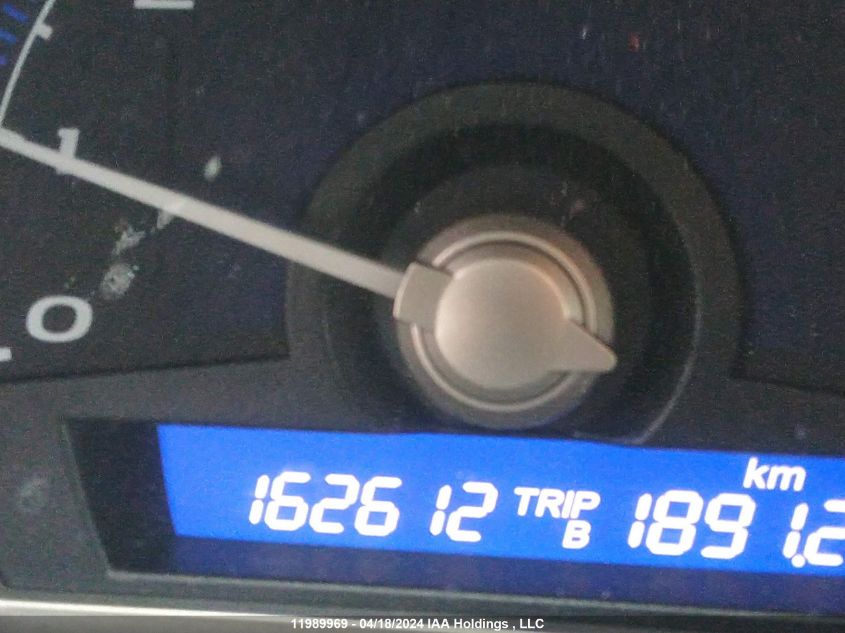 1
0
km
162612 TRIP B 1891.2
11989969 - 04/18/2024 IAA Holdings , LLC